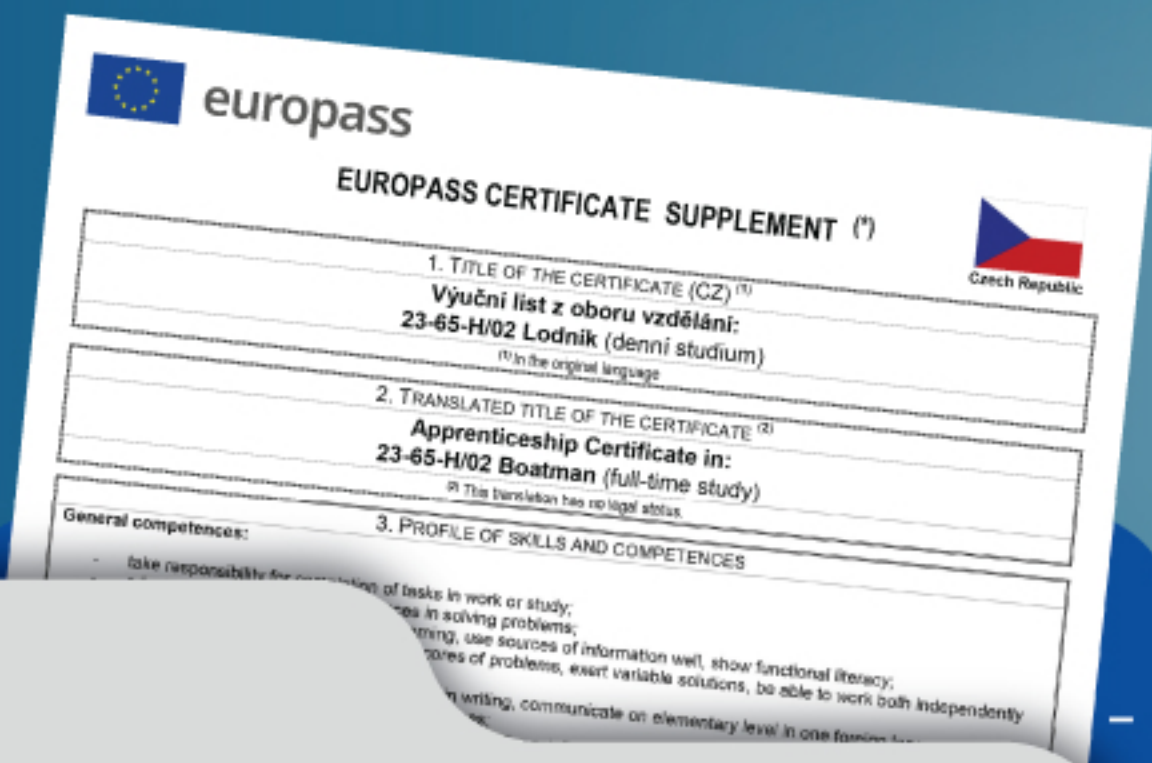 europass
EUROPASS CERTIFICATE SUPPLEMENT (*)
Czech Republic
1. TITLE OF THE CERTIFICATE (CZ) (1)
Výuční list z oboru vzdělání:
23-65-H/02 Lodník (denní studium)
(1) In the original language
2. TRANSLATED TITLE OF THE CERTIFICATE (2)
Apprenticeship Certificate in:
23-65-H/02 Boatman (full-time study)
(2) This translation has no legal status.
3. PROFILE OF SKILLS AND COMPETENCES
General competences:
- take responsibility for of tasks in work or study;
in solving problems;
use sources of information well, show functional literacy;
of problems, exert variable solutions, be able to work both independently
writing, communicate on elementary level in one foreign